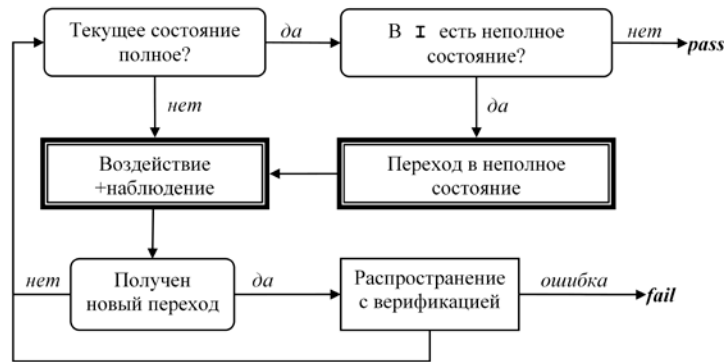 Текущее состояние
полное?
да
В I есть неполное
состояние?
нет
pass
нет
да
Воздействие
+наблюдение
Переход в неполное
состояние
нет
Получен
новый переход
да
Распространение
с верификацией
ошибка
fail